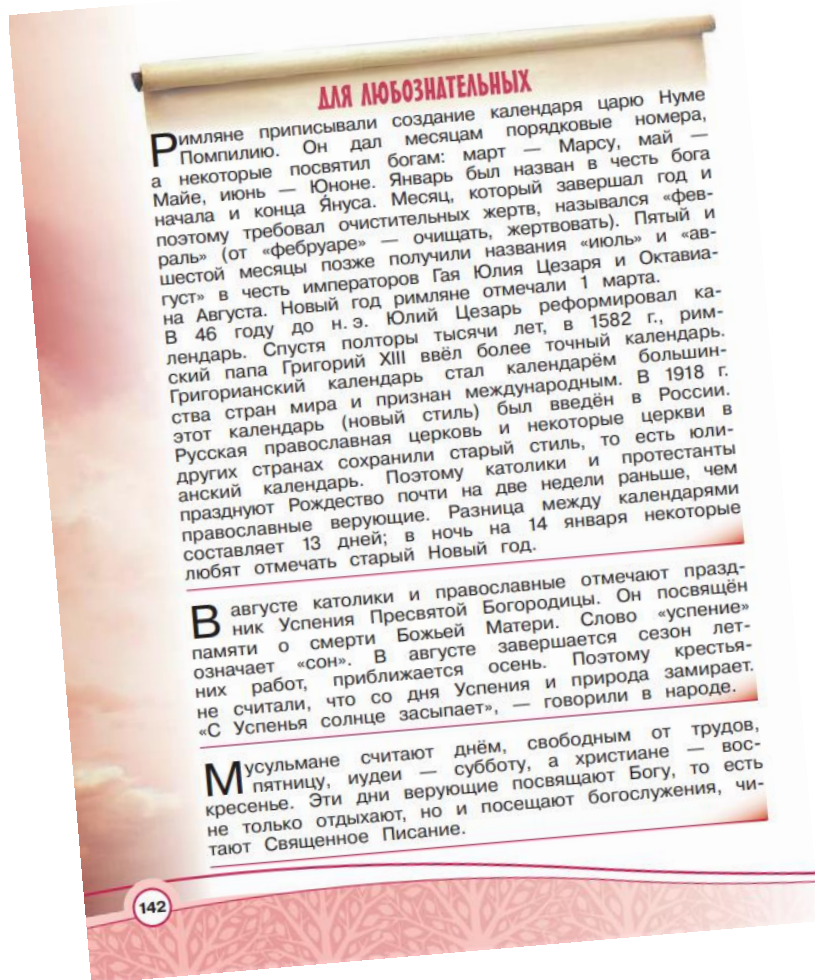 ДЛЯ ЛЮБОЗНАТЕЛЬНЫХ
Римляне приписывали создание календаря царю Нуме
Помпилию. Он дал месяцам порядковые номера,
а некоторые посвятил богам: март — Марсу, май —
Майе, июнь — Юноне. Январь был назван в честь бога
начала и конца Я́нуса. Месяц, который завершал год и
поэтому требовал очистительных жертв, назывался «фев-
раль» (от «фебруаре» — очищать, жертвовать). Пятый и
шестой месяцы позже получили названия «июль» и «ав-
густ» в честь императоров Гая Юлия Цезаря и Октавиа-
на Августа. Новый год римляне отмечали 1 марта.
В 46 году до н. э. Юлий Цезарь реформировал ка-
лендарь. Спустя полторы тысячи лет, в 1582 г., рим-
ский папа Григорий XIII ввёл более точный календарь.
Григорианский календарь стал календарём большин-
ства стран мира и признан международным. В 1918 г.
этот календарь (новый стиль) был введён в России.
Русская православная церковь и некоторые церкви в
других странах сохранили старый стиль, то есть юли-
анский календарь. Поэтому католики и протестанты
празднуют Рождество почти на две недели раньше, чем
православные верующие. Разница между календарями
составляет 13 дней; в ночь на 14 января некоторые
любят отмечать старый Новый год.
В августе католики и православные отмечают празд-
ник Успения Пресвятой Богородицы. Он посвящён
памяти о смерти Божьей Матери. Слово «успение»
означает «сон». В августе завершается сезон лет-
них работ, приближается осень. Поэтому крестья-
не считали, что со дня Успения и природа замирает.
«С Успенья солнце засыпает», — говорили в народе.
Мусульмане считают днём, свободным от трудов,
пятницу, иудеи — субботу, а христиане — вос-
кресенье. Эти дни верующие посвящают Богу, то есть
не только отдыхают, но и посещают богослужения, чи-
тают Священное Писание.
142